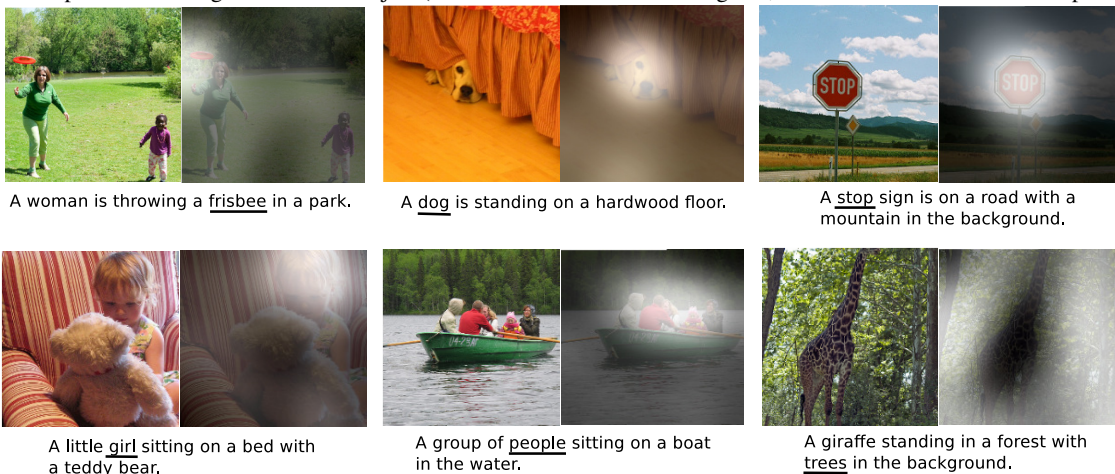 A woman is throwing a frisbee in a park.
A dog is standing on a hardwood floor.
A stop sign is on a road with a
mountain in the background.
STOP
STOP
A little girl sitting on a bed with
a teddy bear.
A group of people sitting on a boat
in the water.
A giraffe standing in a forest with
trees in the background.